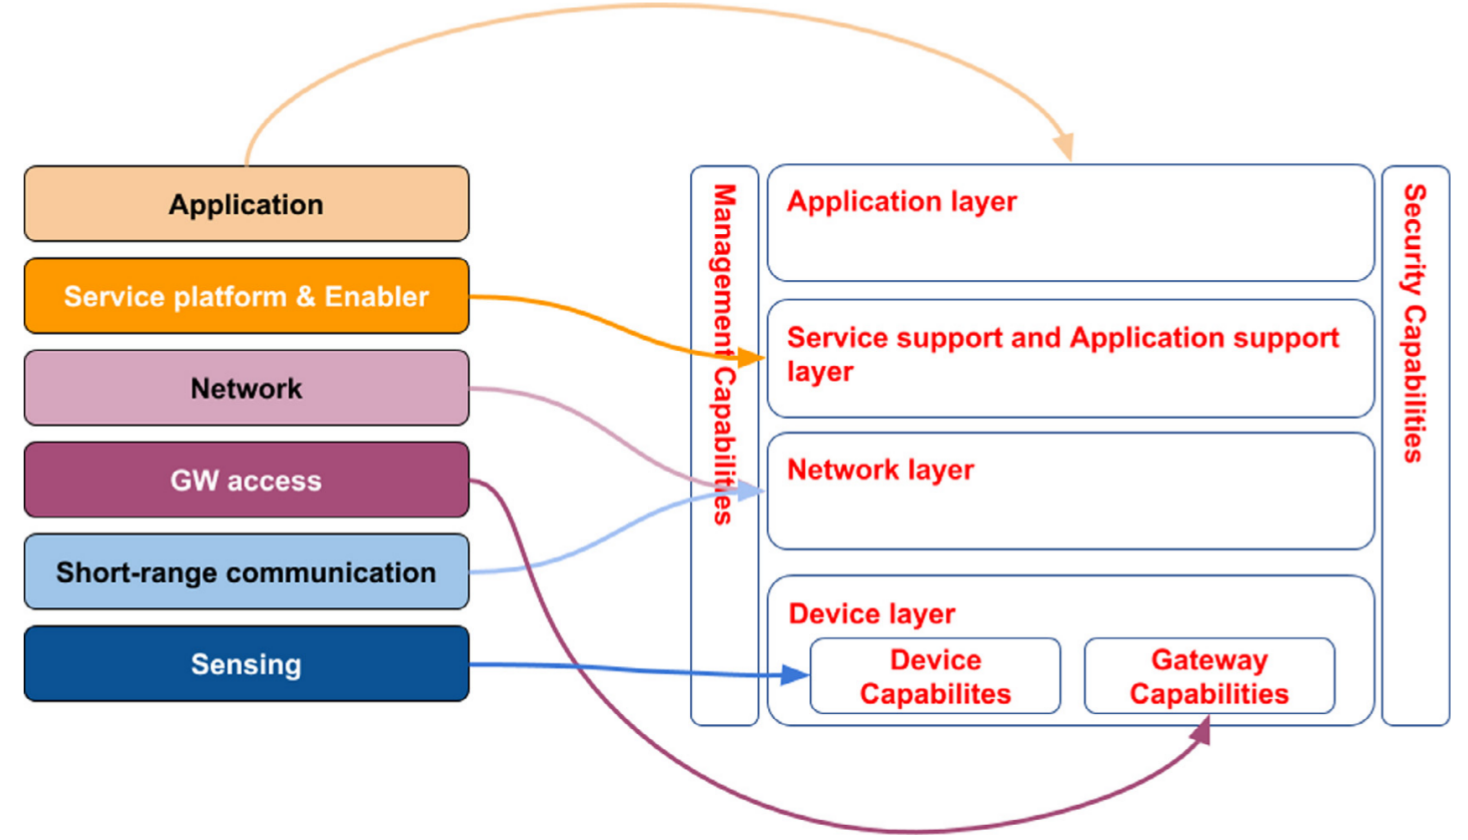 Application
Service platform & Enabler
Network
GW access
Short-range communication
Sensing
Management Capabilities
Application layer
Service support and Application support
layer
Network layer
Device layer
Device
Capabilites
Gateway
Capabilities
Security Capabilities